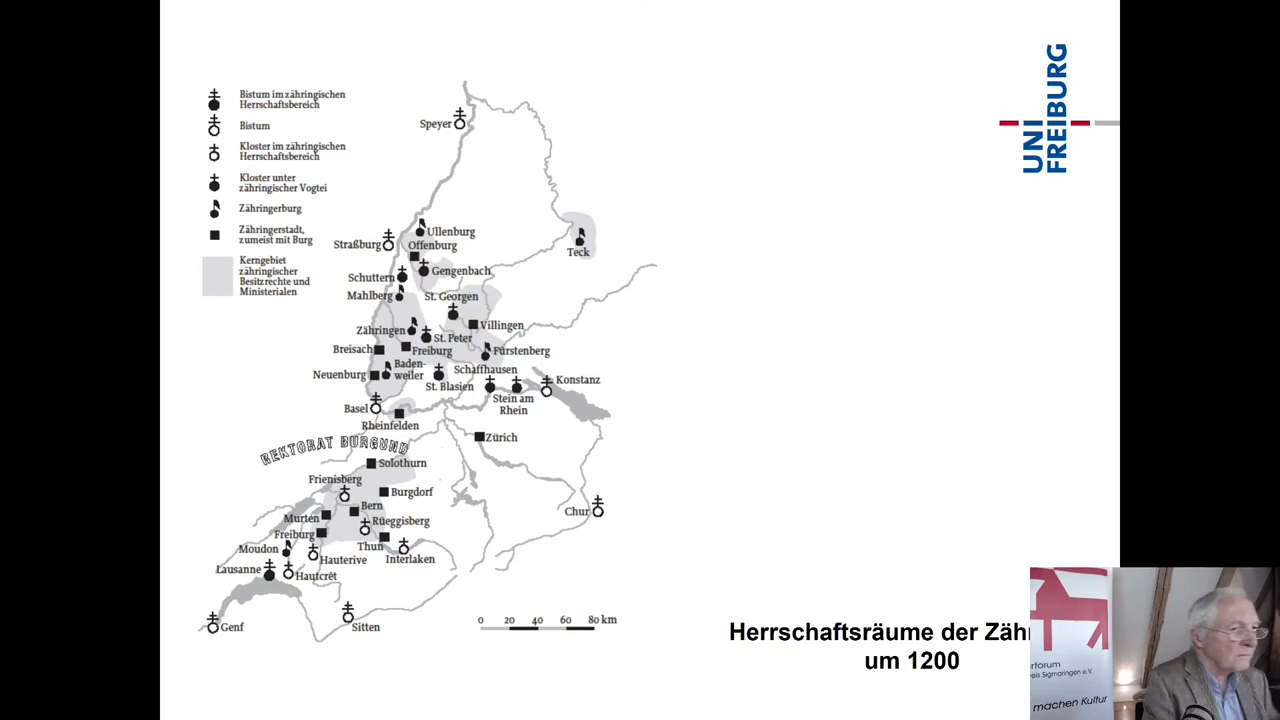 Bistum im zähringischen
Herrschaftsbereich
Bistum
Kloster im zähringischen
Herrschaftsbereich
Kloster unter
zähringischer Vogtei
Zähringerburg
Zähringerstadt,
zumeist mit Burg
Kerngebiet
zähringischer
Besitzrechte und
Ministerialen
UNI
FREIBURG
Speyer
Ullenburg
Straßburg
Offenburg
Teck
Gengenbach
Schuttern
Mahlberg
St. Georgen
Zähringen
Villingen
St. Peter
Breisach
Freiburg
Fürstenberg
Baden-
weiler
Neuenburg
Schaffhausen
St. Blasien
Konstanz
Stein am
Rhein
Basel
Rheinfelden
Zürich
REKTORAT BURGUND
Solothurn
Frienisberg
Burgdorf
Bern
Murten
Rüeggisberg
Chur
Freiburg
Thun
Moudon
Hauterive
Interlaken
Lausanne
Hautcrêt
Genf
Sitten
0 20 40 60 80 km
Herrschaftsräume der Zähr
um 1200
rforum
eis Sigmaringen e.V.
machen Kultur